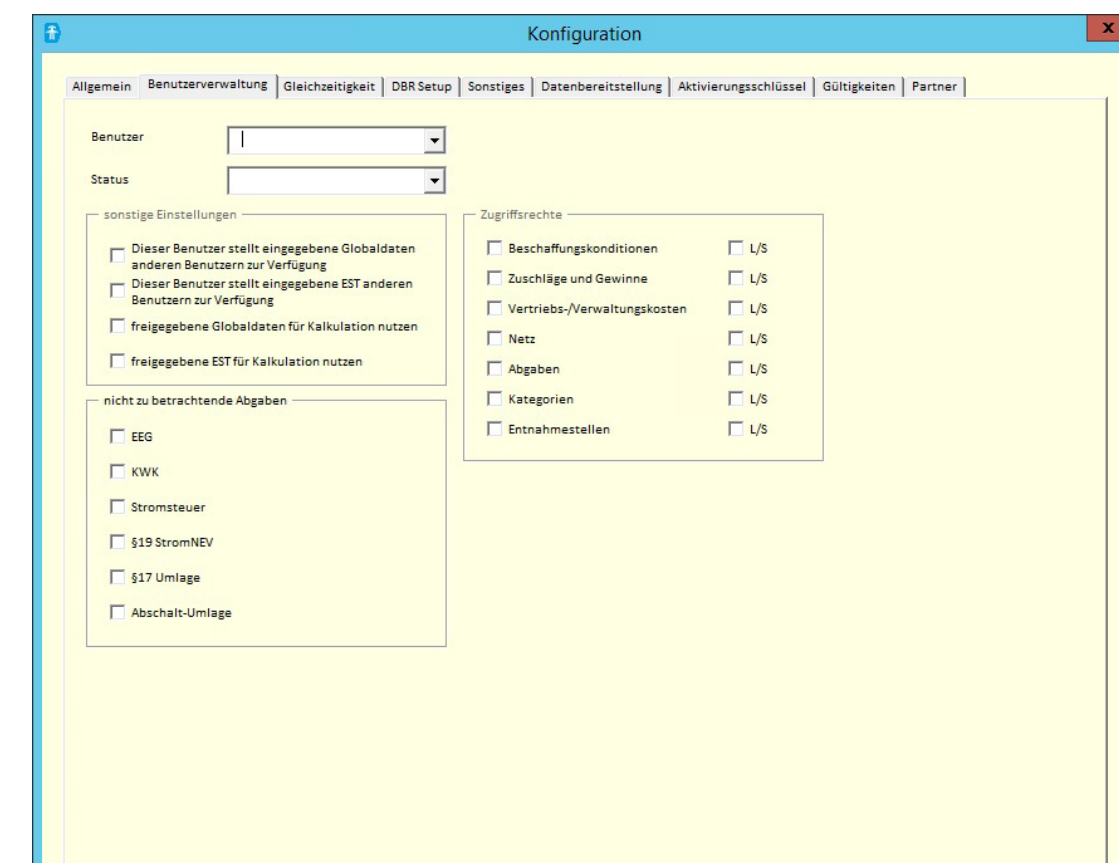 Konfiguration
x
Allgemein Benutzerverwaltung Gleichzeitigkeit DBR Setup Sonstiges Datenbereitstellung Aktivierungsschlüssel Gültigkeiten Partner
Benutzer
Status
sonstige Einstellungen
Dieser Benutzer stellt eingegebene Globaldaten
anderen Benutzern zur Verfügung
Dieser Benutzer stellt eingegebene EST anderen
Benutzern zur Verfügung
freigegebene Globaldaten für Kalkulation nutzen
freigegebene EST für Kalkulation nutzen
nicht zu betrachtende Abgaben
EEG
KWK
Stromsteuer
§19 StromNEV
§17 Umlage
Abschalt-Umlage
Zugriffsrechte
Beschaffungskonditionen L/S
Zuschläge und Gewinne L/S
Vertriebs-/Verwaltungskosten L/S
Netz L/S
Abgaben L/S
Kategorien L/S
Entnahmestellen L/S